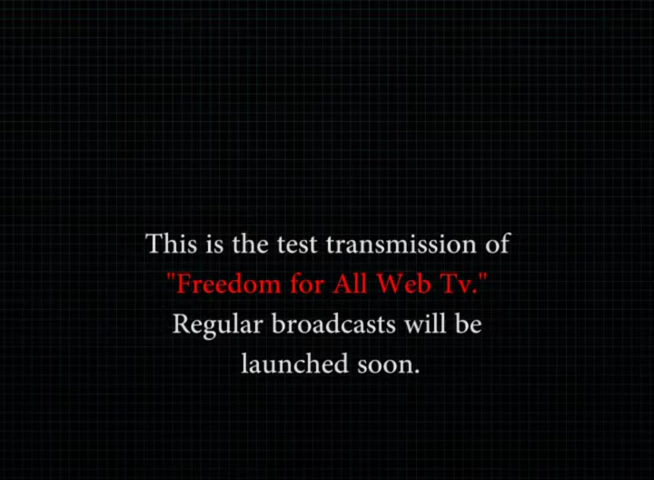 This is the test transmission of
"Freedom for All Web Tv."
Regular broadcasts will be
launched soon.